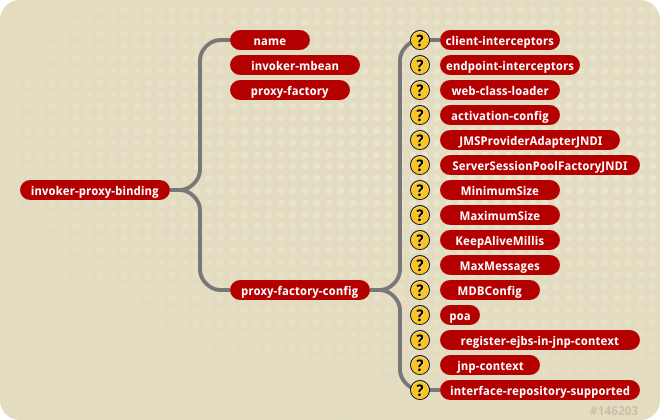 invoker-proxy-binding
name
invoker-mbean
proxy-factory
proxy-factory-config
? client-interceptors
? endpoint-interceptors
? web-class-loader
? activation-config
? JMSProviderAdapterJNDI
? ServerSessionPoolFactoryJNDI
? MinimumSize
? MaximumSize
? KeepAliveMillis
? MaxMessages
? MDBConfig
? poa
? register-ejbs-in-jnp-context
? jnp-context
? interface-repository-supported
#146203